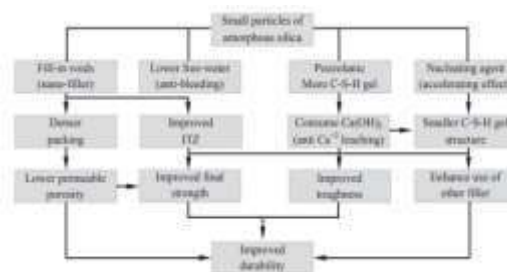 Small particles of
amorphous silica
Fill-in voids
(nano-filler)
Lower free-water
(anti-bleeding)
Pozzolanic
More C-S-H gel
Nucleating agent
(accelerating effect)
Denser
packing
Improved
ITZ
Consume Ca(OH)₂
(anti Ca⁺² leaching)
Smaller C-S-H gel
structure
Lower permeable
porosity
Improved final
strength
Improved
toughness
Enhance use of
other filler
Improved
durability